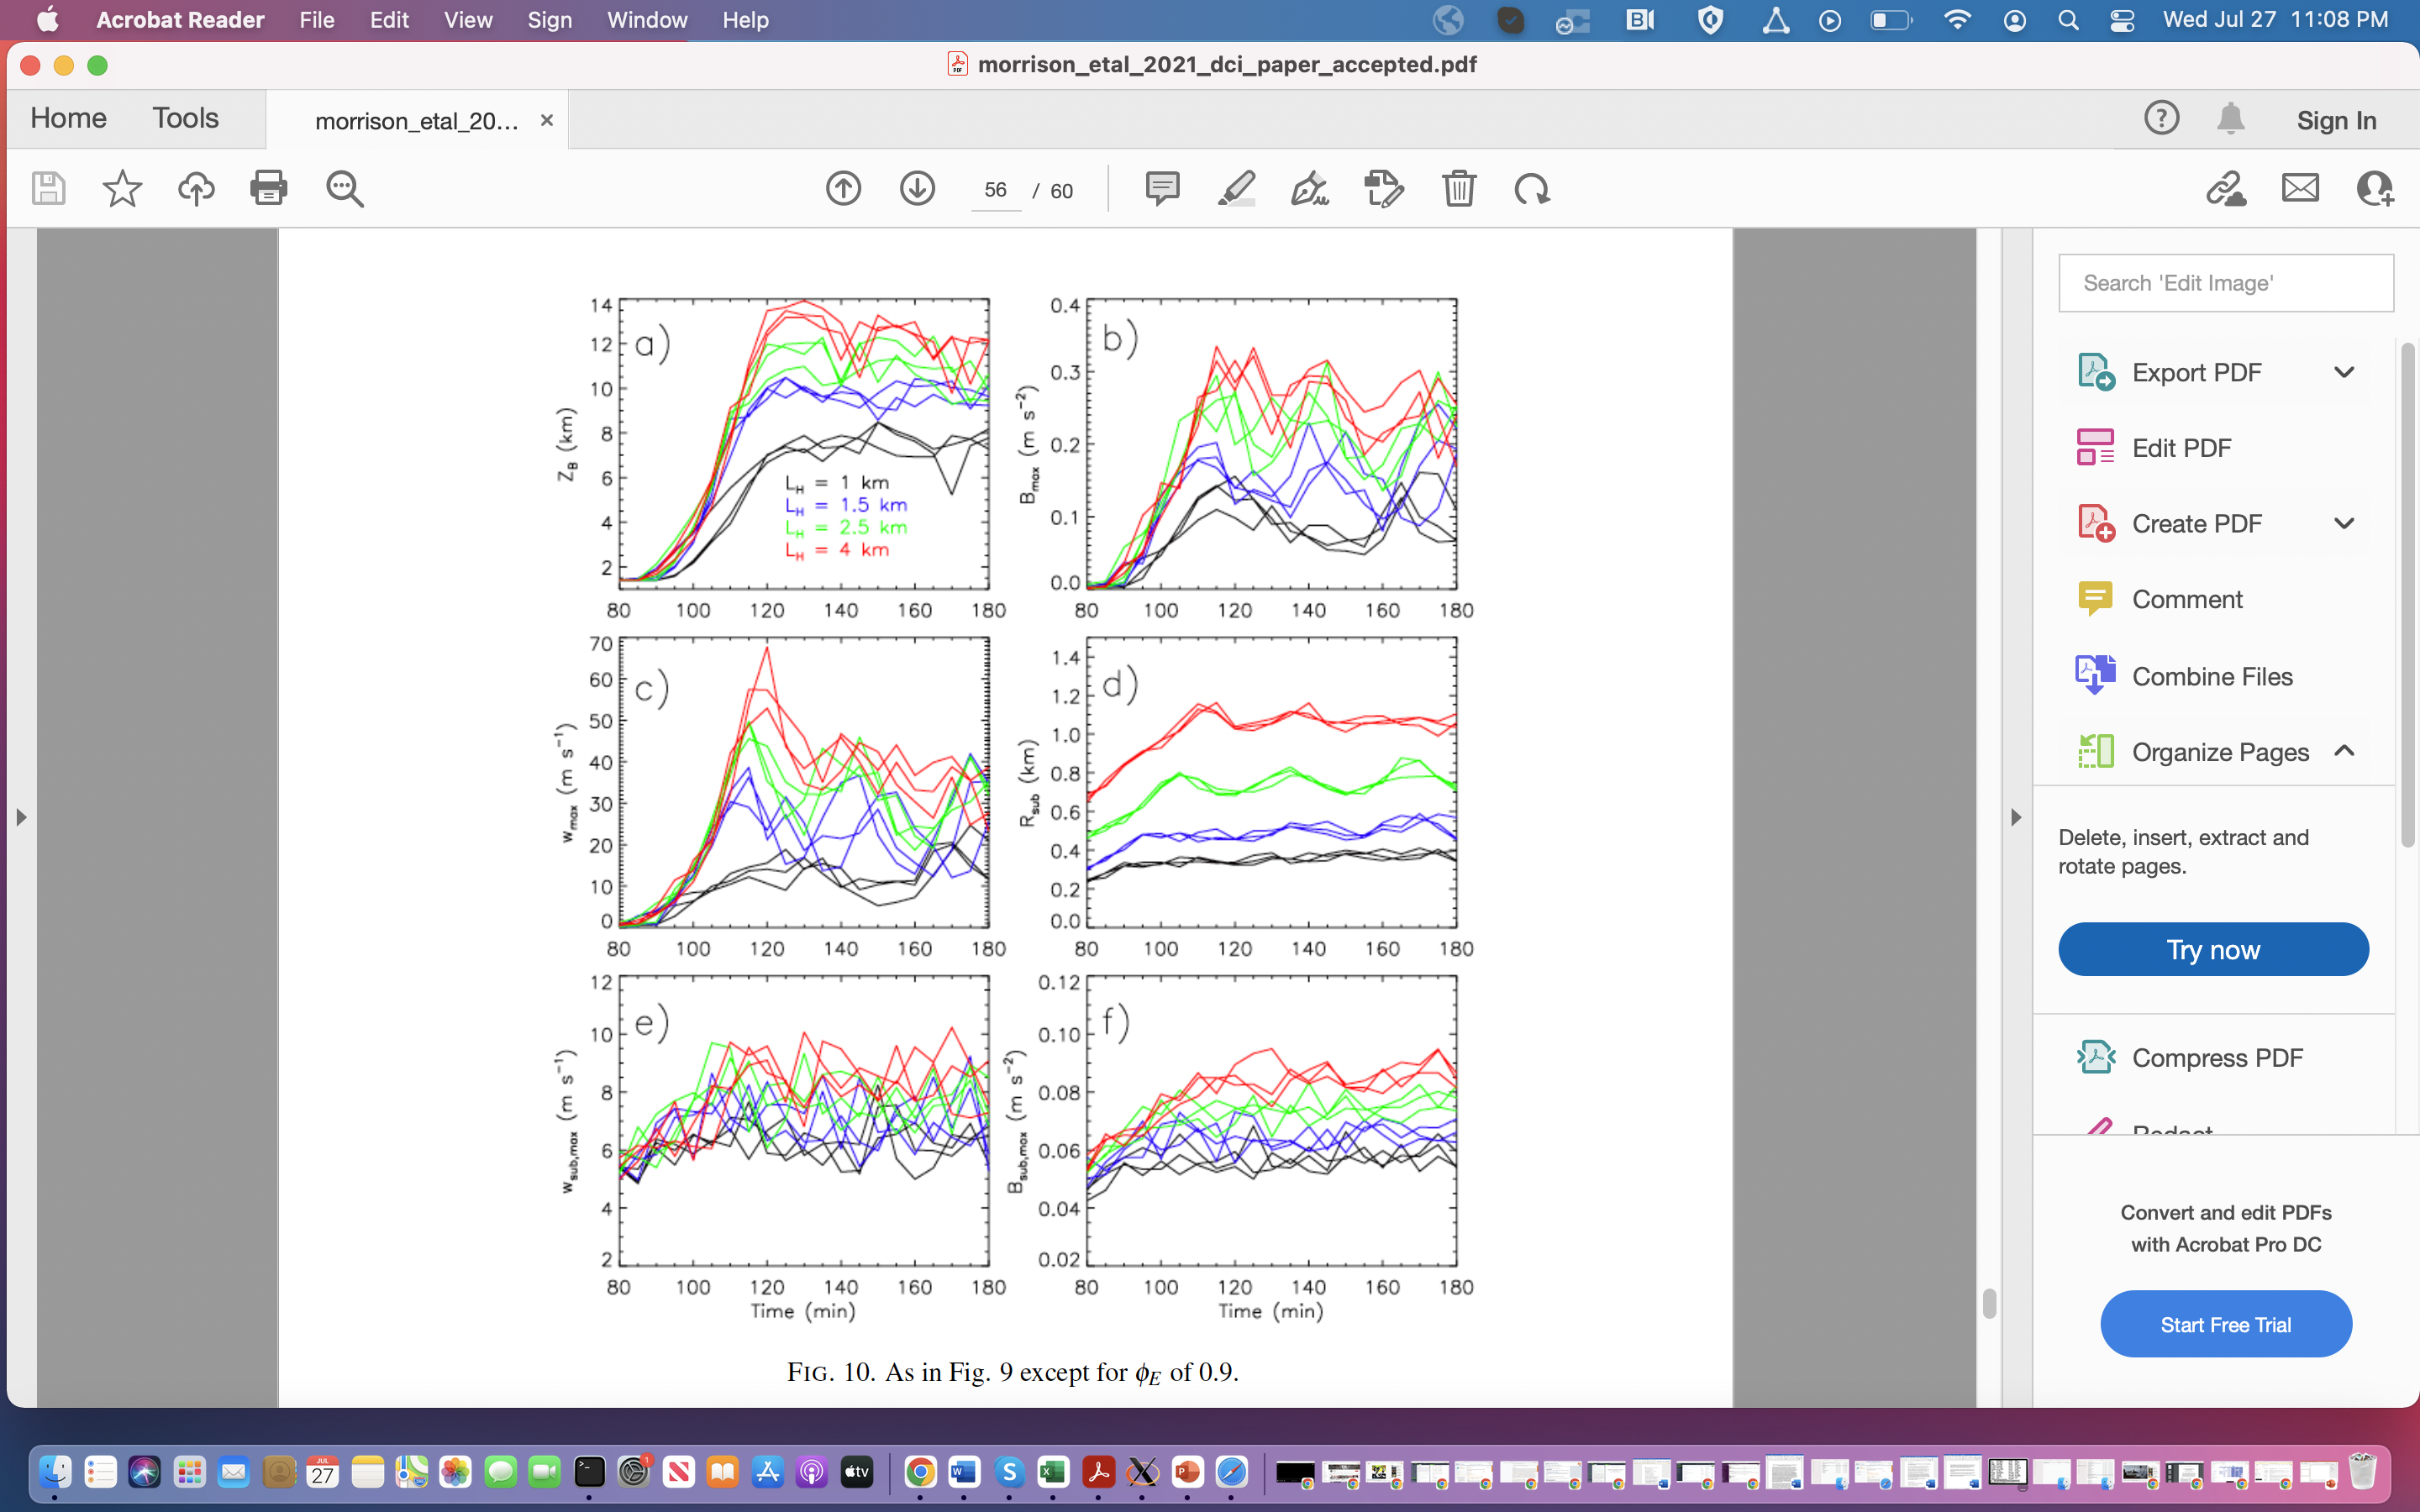 Acrobat Reader File Edit View Sign Window Help Wed Jul 27 11:08 PM
morrison_etal_2021_dci_paper_accepted.pdf
Home Tools morrison_etal_20... × Sign In
56 / 60
Search 'Edit Image'
Export PDF
Edit PDF
Create PDF
Comment
Combine Files
Organize Pages
Delete, insert, extract and
rotate pages.
Try now
Compress PDF
Redact
Convert and edit PDFs
with Acrobat Pro DC
Start Free Trial
a)
Z_B (km)
14
12
10
8
6
4
2
L_H = 1 km
L_H = 1.5 km
L_H = 2.5 km
L_H = 4 km
80 100 120 140 160 180
b)
B_max (m s⁻²)
0.4
0.3
0.2
0.1
0.0
80 100 120 140 160 180
c)
w_max (m s⁻¹)
70
60
50
40
30
20
10
0
80 100 120 140 160 180
d)
R_sub (km)
1.4
1.2
1.0
0.8
0.6
0.4
0.2
0.0
80 100 120 140 160 180
e)
w_sub,max (m s⁻¹)
12
10
8
6
4
2
80 100 120 140 160 180
Time (min)
f)
B_sub,max (m s⁻²)
0.12
0.10
0.08
0.06
0.04
0.02
80 100 120 140 160 180
Time (min)
FIG. 10. As in Fig. 9 except for ϕ_E of 0.9.
JUL
27
tv